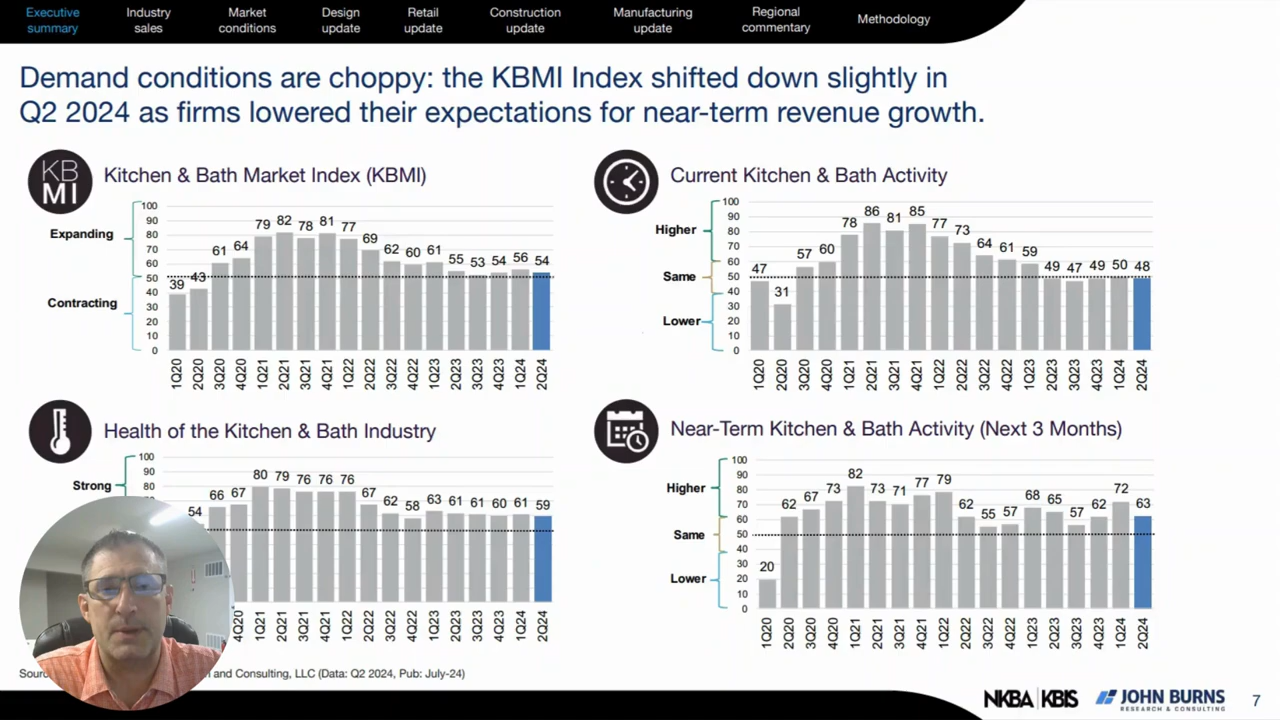 Executive summary
Industry sales
Market conditions
Design update
Retail update
Construction update
Manufacturing update
Regional commentary
Methodology
Demand conditions are choppy: the KBMI Index shifted down slightly in
Q2 2024 as firms lowered their expectations for near-term revenue growth.
KB
MI
Kitchen & Bath Market Index (KBMI)
Expanding
Contracting
100
90
80
70
60
50
40
30
20
10
0
39 43 61 64 79 82 78 81 77 69 62 60 61 55 53 54 56 54
1Q20 2Q20 3Q20 4Q20 1Q21 2Q21 3Q21 4Q21 1Q22 2Q22 3Q22 4Q22 1Q23 2Q23 3Q23 4Q23 1Q24 2Q24
Current Kitchen & Bath Activity
Higher
Same
Lower
100
90
80
70
60
50
40
30
20
10
0
47 31 57 60 78 86 81 85 77 73 64 61 59 49 47 49 50 48
1Q20 2Q20 3Q20 4Q20 1Q21 2Q21 3Q21 4Q21 1Q22 2Q22 3Q22 4Q22 1Q23 2Q23 3Q23 4Q23 1Q24 2Q24
Health of the Kitchen & Bath Industry
Strong
100
90
80
70
54 66 67 80 79 76 76 76 67 62 58 63 61 61 60 61 59
4Q20 1Q21 2Q21 3Q21 4Q21 1Q22 2Q22 3Q22 4Q22 1Q23 2Q23 3Q23 4Q23 1Q24 2Q24
Near-Term Kitchen & Bath Activity (Next 3 Months)
Higher
Same
Lower
100
90
80
70
60
50
40
30
20
10
0
20 62 67 73 82 73 71 77 79 62 55 57 68 65 57 62 72 63
1Q20 2Q20 3Q20 4Q20 1Q21 2Q21 3Q21 4Q21 1Q22 2Q22 3Q22 4Q22 1Q23 2Q23 3Q23 4Q23 1Q24 2Q24
and Consulting, LLC (Data: Q2 2024, Pub: July-24)
NKBA | KBIS
JOHN BURNS
RESEARCH & CONSULTING
7